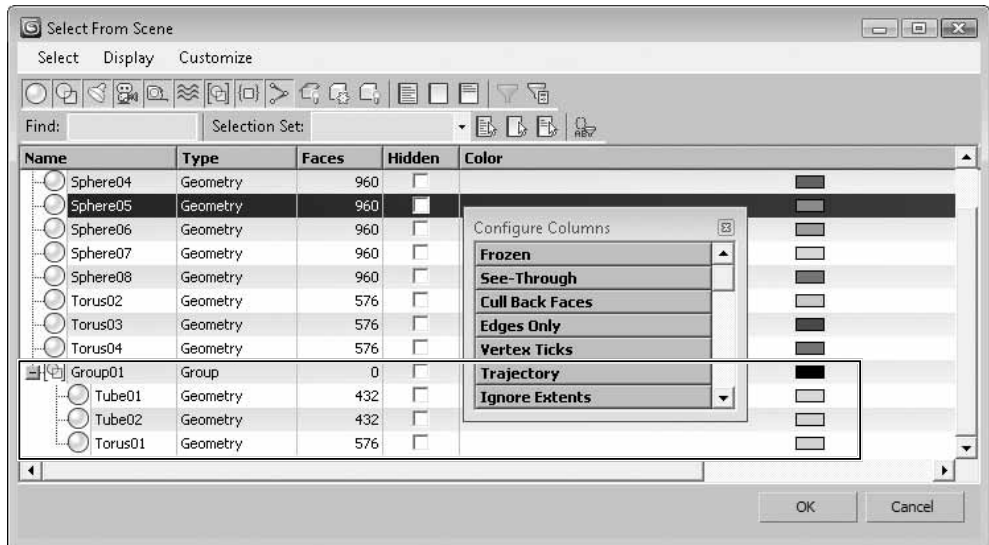 Select From Scene
Select Display Customize
Find: Selection Set:
Name Type Faces Hidden Color
Sphere04 Geometry 960
Sphere05 Geometry 960
Sphere06 Geometry 960
Sphere07 Geometry 960
Sphere08 Geometry 960
Torus02 Geometry 576
Torus03 Geometry 576
Torus04 Geometry 576
Group01 Group 0
Tube01 Geometry 432
Tube02 Geometry 432
Torus01 Geometry 576
Configure Columns
Frozen
See-Through
Cull Back Faces
Edges Only
Vertex Ticks
Trajectory
Ignore Extents
OK Cancel